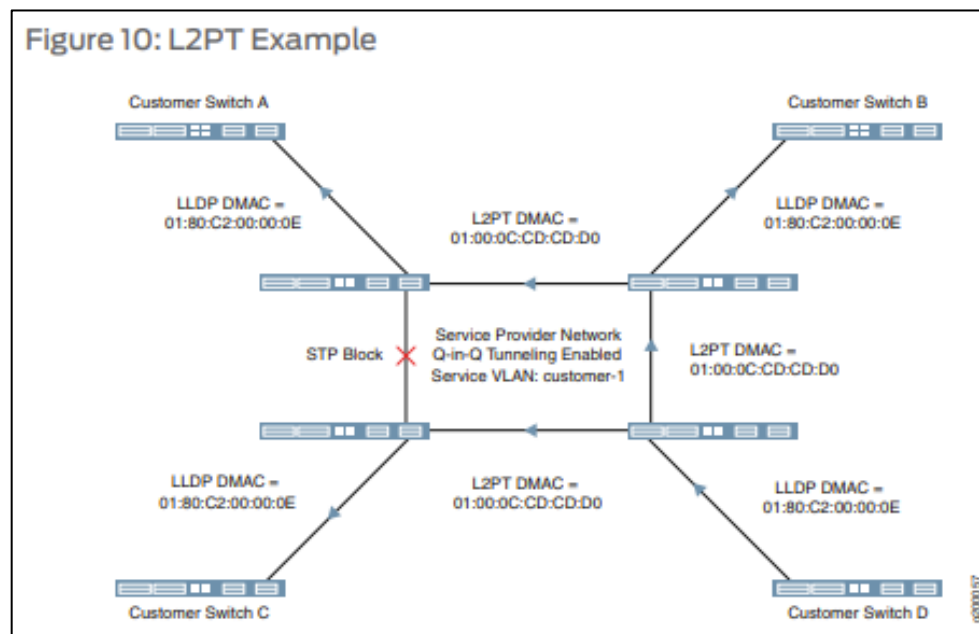 Figure 10: L2PT Example
Customer Switch A
Customer Switch B
LLDP DMAC =
01:80:C2:00:00:0E
L2PT DMAC =
01:00:0C:CD:CD:D0
LLDP DMAC =
01:80:C2:00:00:0E
STP Block
Service Provider Network
Q-in-Q Tunneling Enabled
Service VLAN: customer-1
L2PT DMAC =
01:00:0C:CD:CD:D0
LLDP DMAC =
01:80:C2:00:00:0E
L2PT DMAC =
01:00:0C:CD:CD:D0
LLDP DMAC =
01:80:C2:00:00:0E
Customer Switch C
Customer Switch D